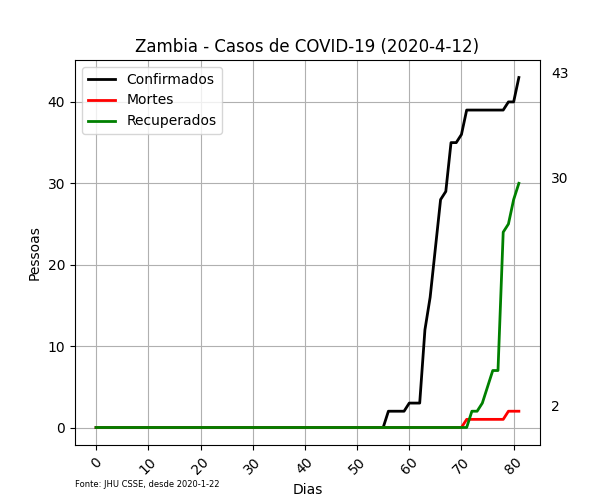 Zambia - Casos de COVID-19 (2020-4-12)
Confirmados
Mortes
Recuperados
43
30
2
40
30
20
10
0
Pessoas
0 10 20 30 40 50 60 70 80
Dias
Fonte: JHU CSSE, desde 2020-1-22